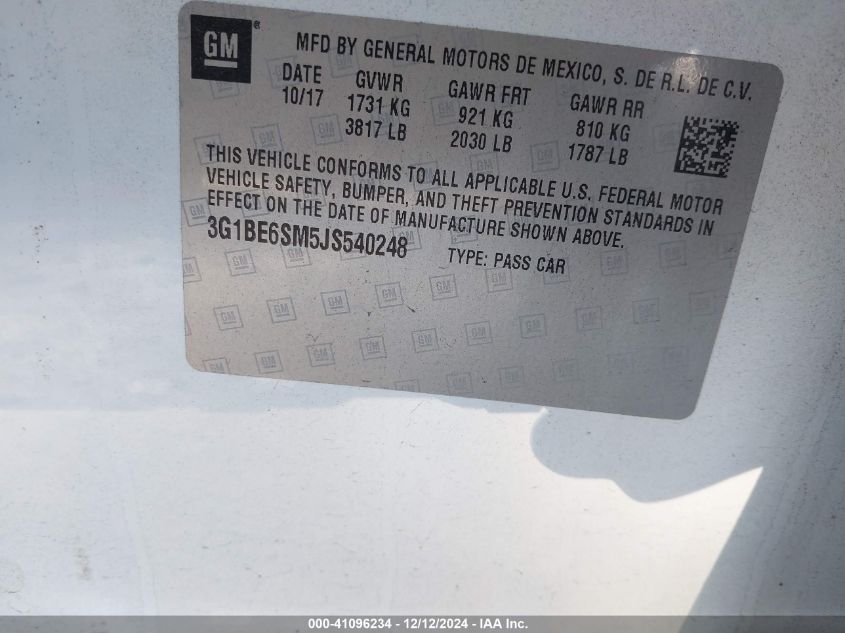 GM ® MFD BY GENERAL MOTORS DE MEXICO, S. DE R.L. DE C.V.
DATE GVWR GAWR FRT GAWR RR
10/17 1731 KG 921 KG 810 KG
3817 LB 2030 LB 1787 LB
THIS VEHICLE CONFORMS TO ALL APPLICABLE U.S. FEDERAL MOTOR
VEHICLE SAFETY, BUMPER, AND THEFT PREVENTION STANDARDS IN
EFFECT ON THE DATE OF MANUFACTURE SHOWN ABOVE.
3G1BE6SM5JS540248 TYPE: PASS CAR
000-41096234 - 12/12/2024 - IAA Inc.